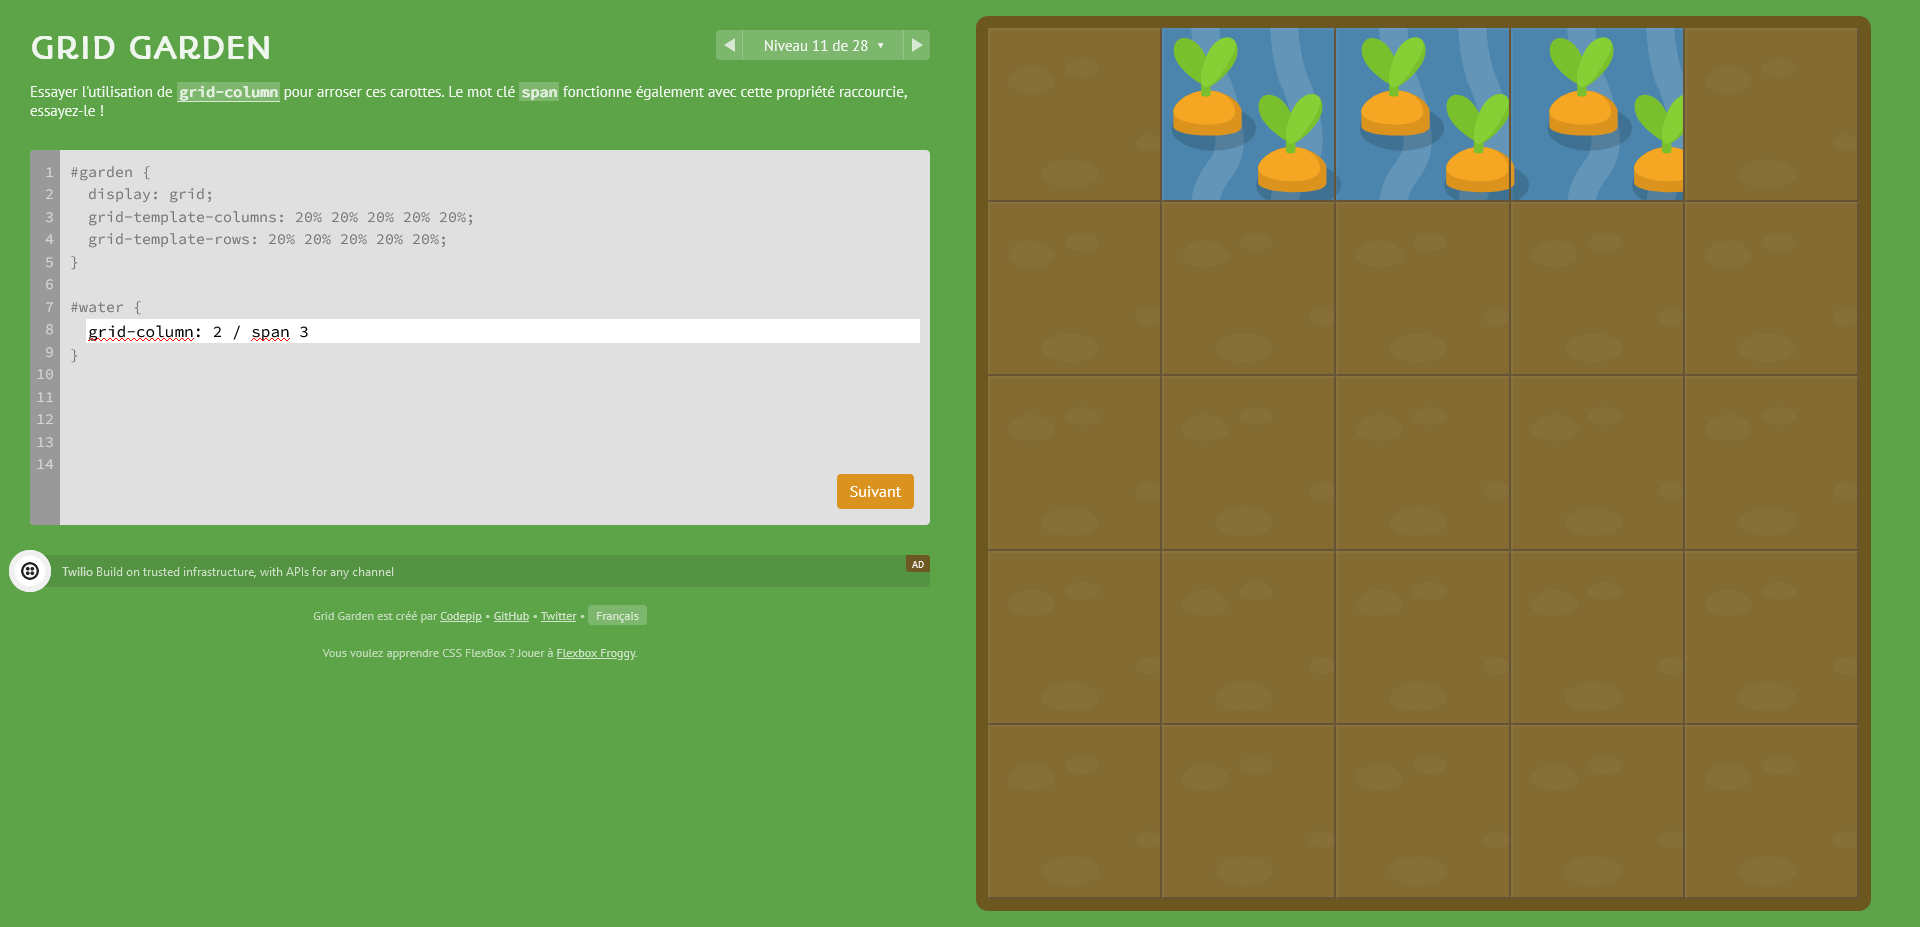 GRID GARDEN
Niveau 11 de 28 ▾
Essayer l'utilisation de grid-column pour arroser ces carottes. Le mot clé span fonctionne également avec cette propriété raccourcie,
essayez-le !
1 #garden {
2 display: grid;
3 grid-template-columns: 20% 20% 20% 20% 20%;
4 grid-template-rows: 20% 20% 20% 20% 20%;
5 }
6
7 #water {
8 grid-column: 2 / span 3
9 }
10
11
12
13
14
Suivant
Twilio Build on trusted infrastructure, with APIs for any channel
AD
Grid Garden est créé par Codepip • GitHub • Twitter • Français
Vous voulez apprendre CSS FlexBox ? Jouer à Flexbox Froggy.